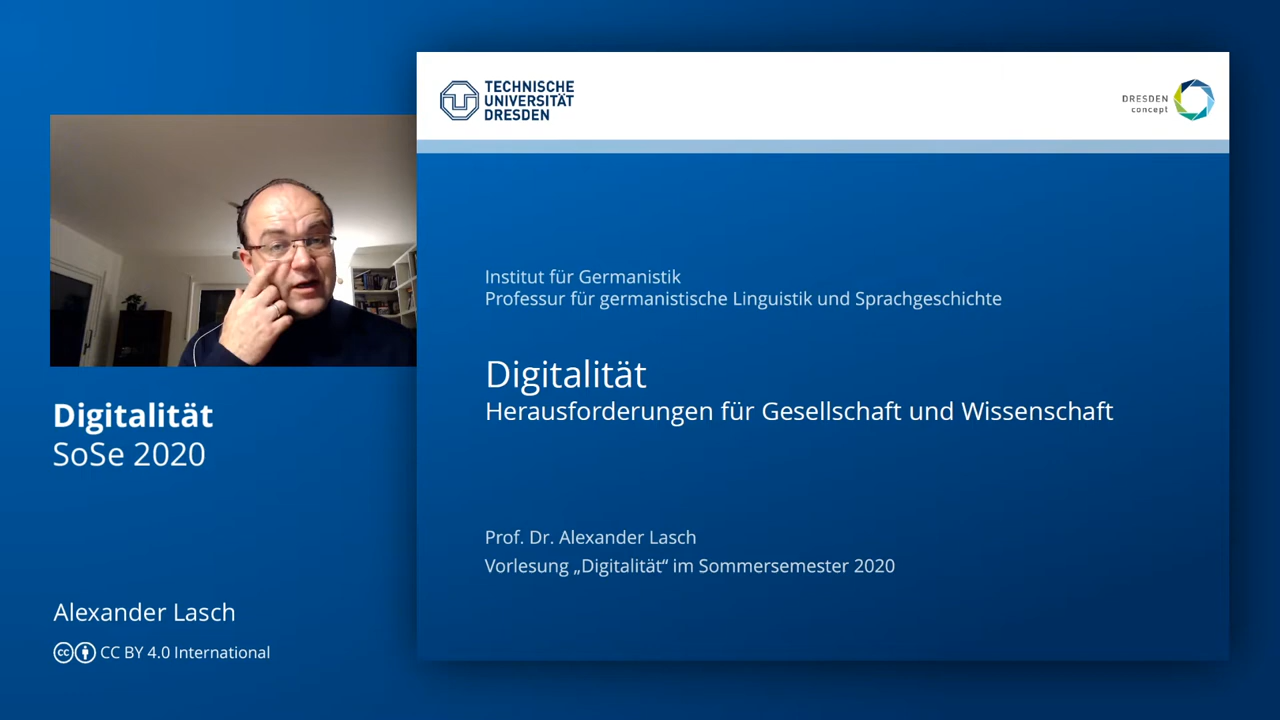 TECHNISCHE
UNIVERSITÄT
DRESDEN
DRESDEN
concept
Institut für Germanistik
Professur für germanistische Linguistik und Sprachgeschichte
Digitalität
Herausforderungen für Gesellschaft und Wissenschaft
Prof. Dr. Alexander Lasch
Vorlesung „Digitalität“ im Sommersemester 2020
Digitalität
SoSe 2020
Alexander Lasch
cc CC BY 4.0 International